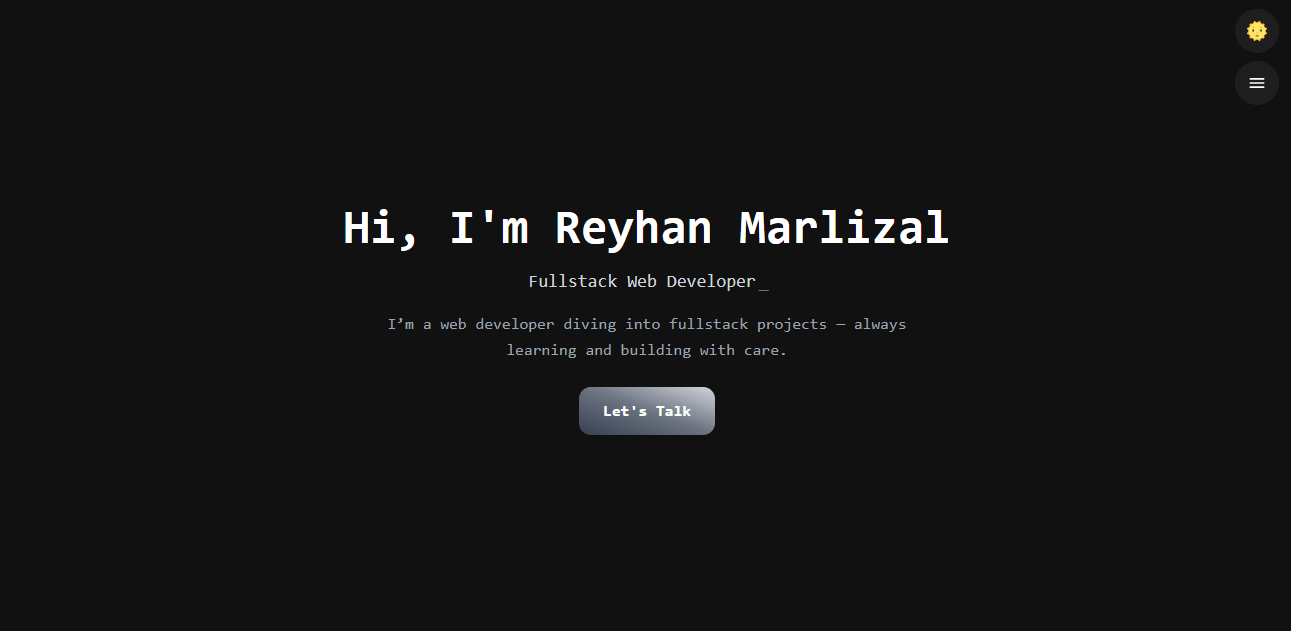 Hi, I'm Reyhan Marlizal
Fullstack Web Developer_
I’m a web developer diving into fullstack projects — always
learning and building with care.
Let's Talk